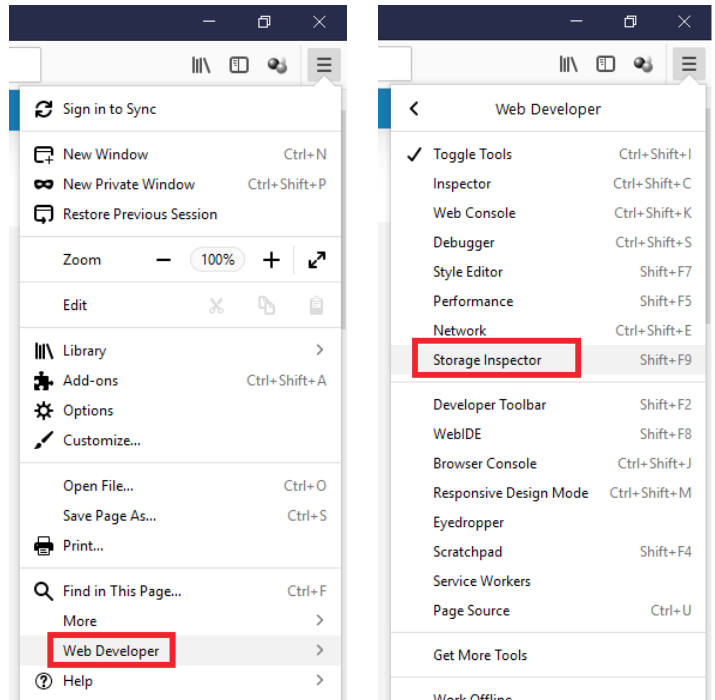 Sign in to Sync
New Window Ctrl+N
New Private Window Ctrl+Shift+P
Restore Previous Session
Zoom 100%
Edit
Library
Add-ons Ctrl+Shift+A
Options
Customize...
Open File... Ctrl+O
Save Page As... Ctrl+S
Print...
Find in This Page... Ctrl+F
More
Web Developer
Help
Web Developer
Toggle Tools Ctrl+Shift+I
Inspector Ctrl+Shift+C
Web Console Ctrl+Shift+K
Debugger Ctrl+Shift+S
Style Editor Shift+F7
Performance Shift+F5
Network Ctrl+Shift+E
Storage Inspector Shift+F9
Developer Toolbar Shift+F2
WebIDE Shift+F8
Browser Console Ctrl+Shift+J
Responsive Design Mode Ctrl+Shift+M
Eyedropper
Scratchpad Shift+F4
Service Workers
Page Source Ctrl+U
Get More Tools
Work Offline